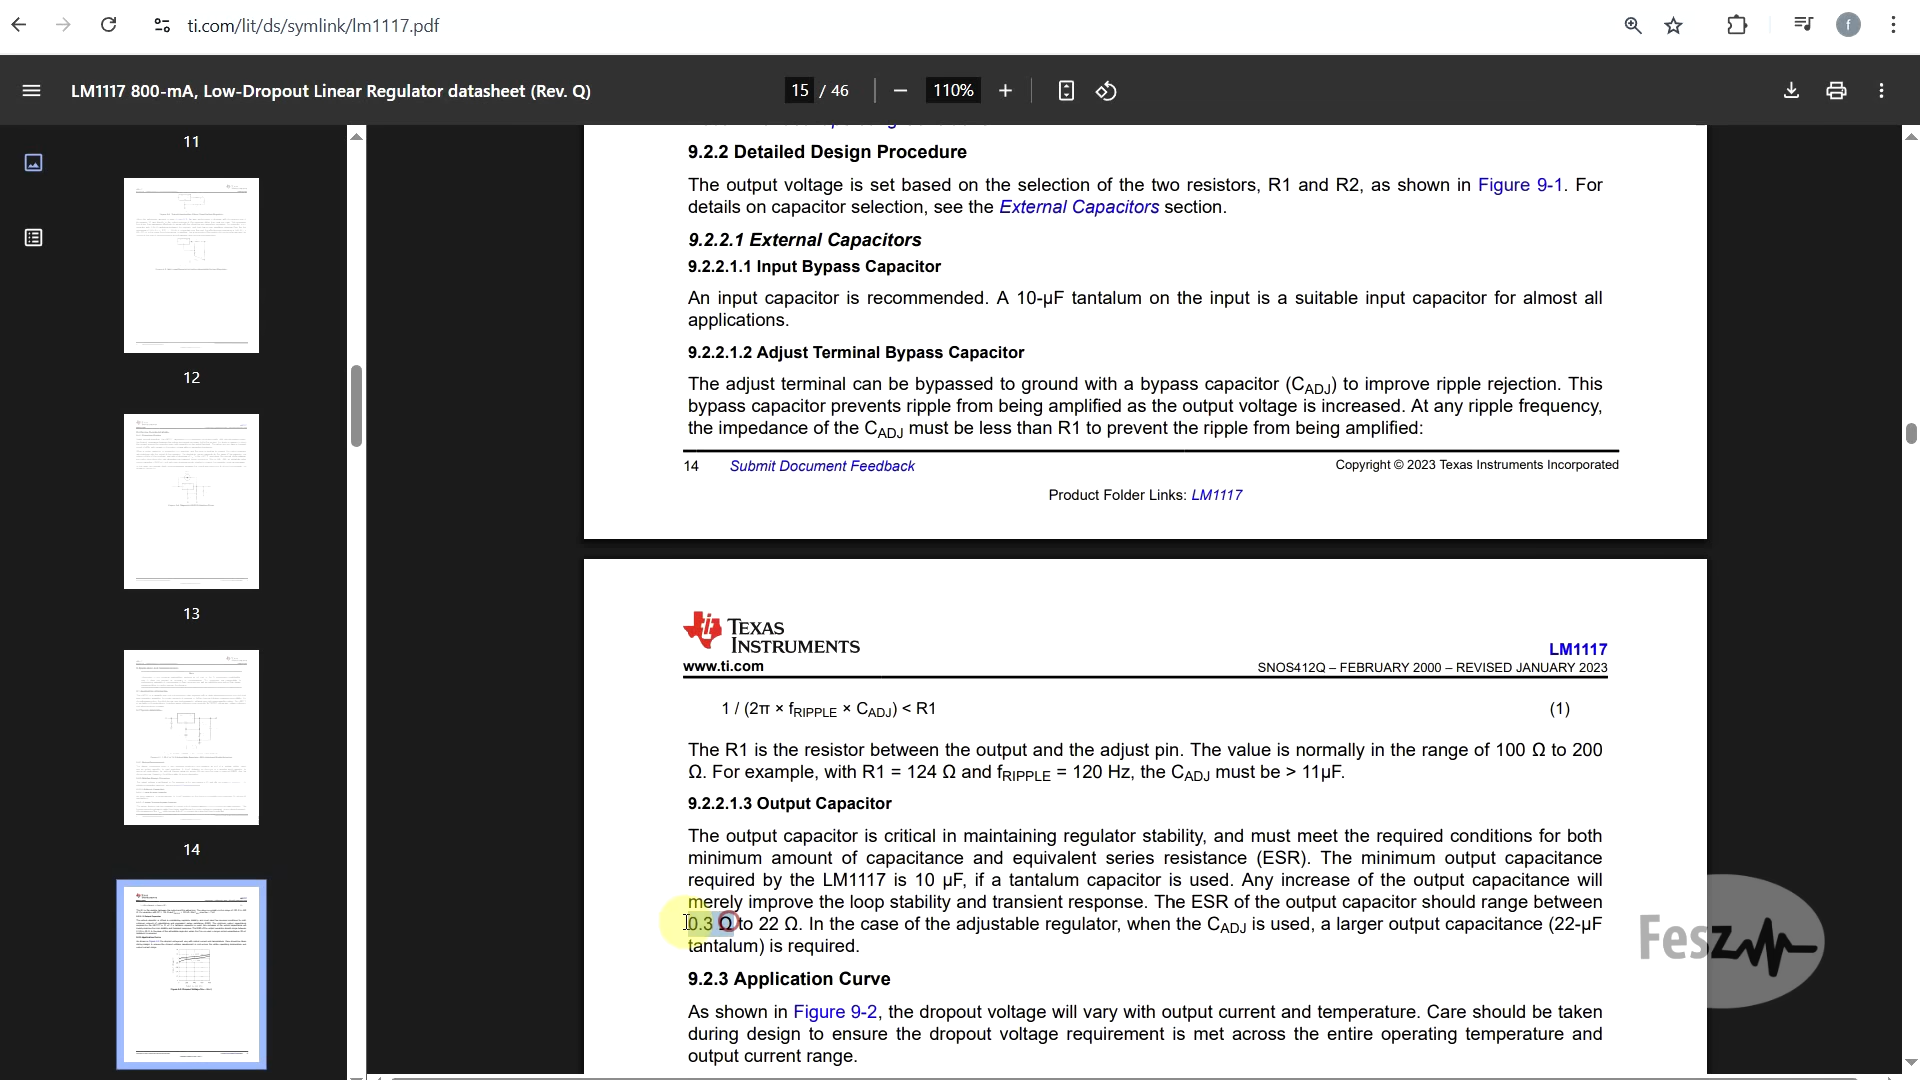 ti.com/lit/ds/symlink/lm1117.pdf
f
LM1117 800-mA, Low-Dropout Linear Regulator datasheet (Rev. Q)
15 / 46
110%
11
12
13
14
9.2.2 Detailed Design Procedure
The output voltage is set based on the selection of the two resistors, R1 and R2, as shown in Figure 9-1. For
details on capacitor selection, see the External Capacitors section.
9.2.2.1 External Capacitors
9.2.2.1.1 Input Bypass Capacitor
An input capacitor is recommended. A 10-μF tantalum on the input is a suitable input capacitor for almost all
applications.
9.2.2.1.2 Adjust Terminal Bypass Capacitor
The adjust terminal can be bypassed to ground with a bypass capacitor (CADJ) to improve ripple rejection. This
bypass capacitor prevents ripple from being amplified as the output voltage is increased. At any ripple frequency,
the impedance of the CADJ must be less than R1 to prevent the ripple from being amplified:
14 Submit Document Feedback Copyright © 2023 Texas Instruments Incorporated
Product Folder Links: LM1117
TEXAS
INSTRUMENTS
www.ti.com
LM1117
SNOS412Q – FEBRUARY 2000 – REVISED JANUARY 2023
1 / (2π × fRIPPLE × CADJ) < R1 (1)
The R1 is the resistor between the output and the adjust pin. The value is normally in the range of 100 Ω to 200
Ω. For example, with R1 = 124 Ω and fRIPPLE = 120 Hz, the CADJ must be > 11μF.
9.2.2.1.3 Output Capacitor
The output capacitor is critical in maintaining regulator stability, and must meet the required conditions for both
minimum amount of capacitance and equivalent series resistance (ESR). The minimum output capacitance
required by the LM1117 is 10 μF, if a tantalum capacitor is used. Any increase of the output capacitance will
merely improve the loop stability and transient response. The ESR of the output capacitor should range between
0.3 Ω to 22 Ω. In the case of the adjustable regulator, when the CADJ is used, a larger output capacitance (22-μF
tantalum) is required.
9.2.3 Application Curve
As shown in Figure 9-2, the dropout voltage will vary with output current and temperature. Care should be taken
during design to ensure the dropout voltage requirement is met across the entire operating temperature and
output current range.
Fesz